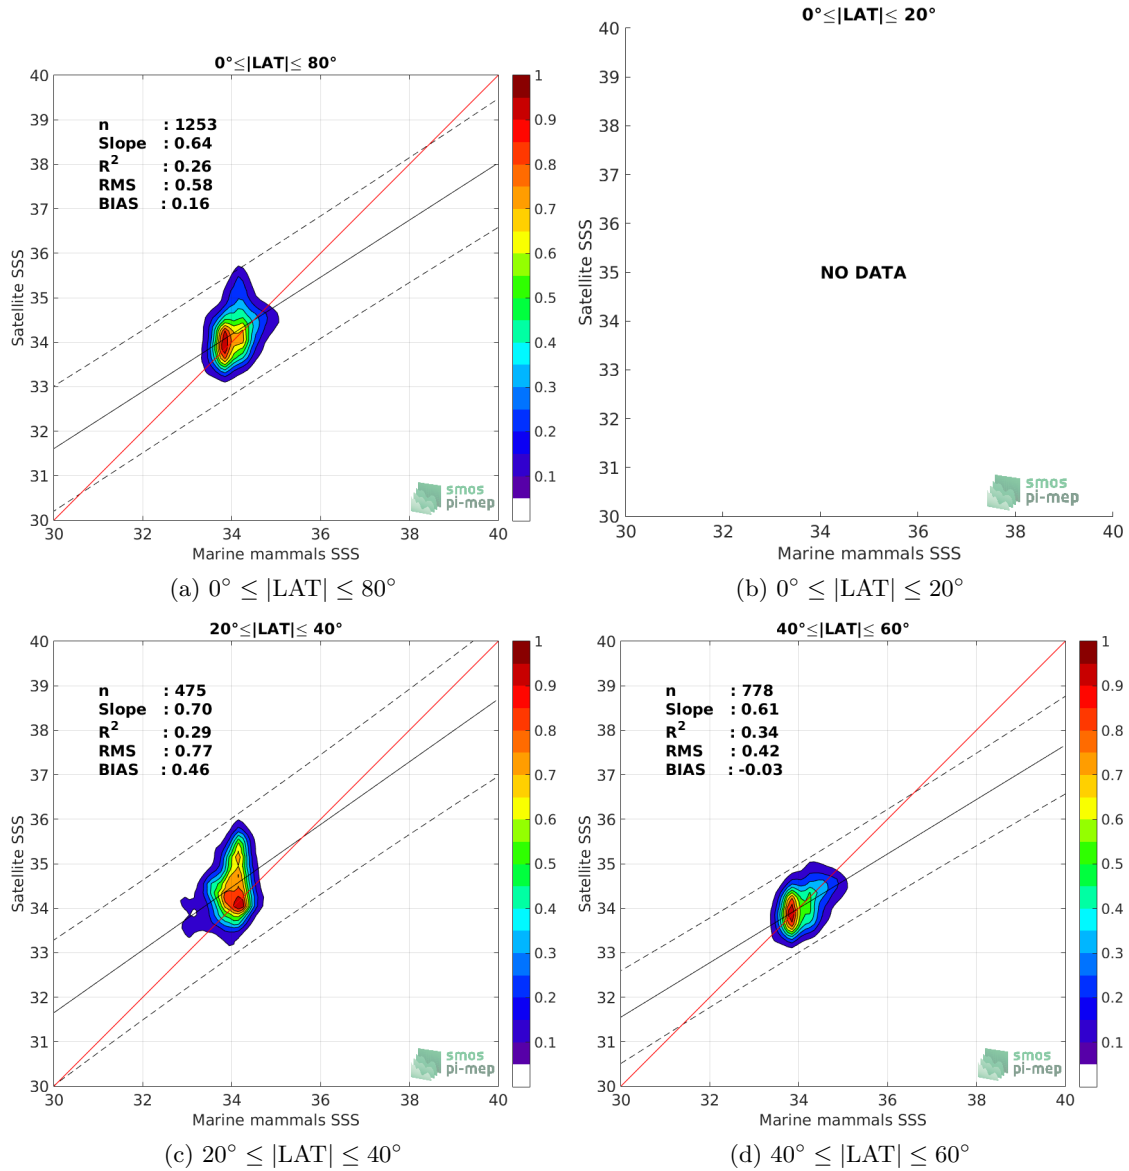 0°≤|LAT|≤ 80°
40
39
38
37
36
35
34
33
32
31
30
Satellite SSS
n : 1253
Slope : 0.64
R² : 0.26
RMS : 0.58
BIAS : 0.16
1
0.9
0.8
0.7
0.6
0.5
0.4
0.3
0.2
0.1
smos
pi-mep
30 32 34 36 38 40
Marine mammals SSS
(a) 0° ≤ |LAT| ≤ 80°
0°≤|LAT|≤ 20°
40
39
38
37
36
35
34
33
32
31
30
Satellite SSS
NO DATA
smos
pi-mep
30 32 34 36 38 40
Marine mammals SSS
(b) 0° ≤ |LAT| ≤ 20°
20°≤|LAT|≤ 40°
40
39
38
37
36
35
34
33
32
31
30
Satellite SSS
n : 475
Slope : 0.70
R² : 0.29
RMS : 0.77
BIAS : 0.46
1
0.9
0.8
0.7
0.6
0.5
0.4
0.3
0.2
0.1
smos
pi-mep
30 32 34 36 38 40
Marine mammals SSS
(c) 20° ≤ |LAT| ≤ 40°
40°≤|LAT|≤ 60°
40
39
38
37
36
35
34
33
32
31
30
Satellite SSS
n : 778
Slope : 0.61
R² : 0.34
RMS : 0.42
BIAS : -0.03
1
0.9
0.8
0.7
0.6
0.5
0.4
0.3
0.2
0.1
smos
pi-mep
30 32 34 36 38 40
Marine mammals SSS
(d) 40° ≤ |LAT| ≤ 60°